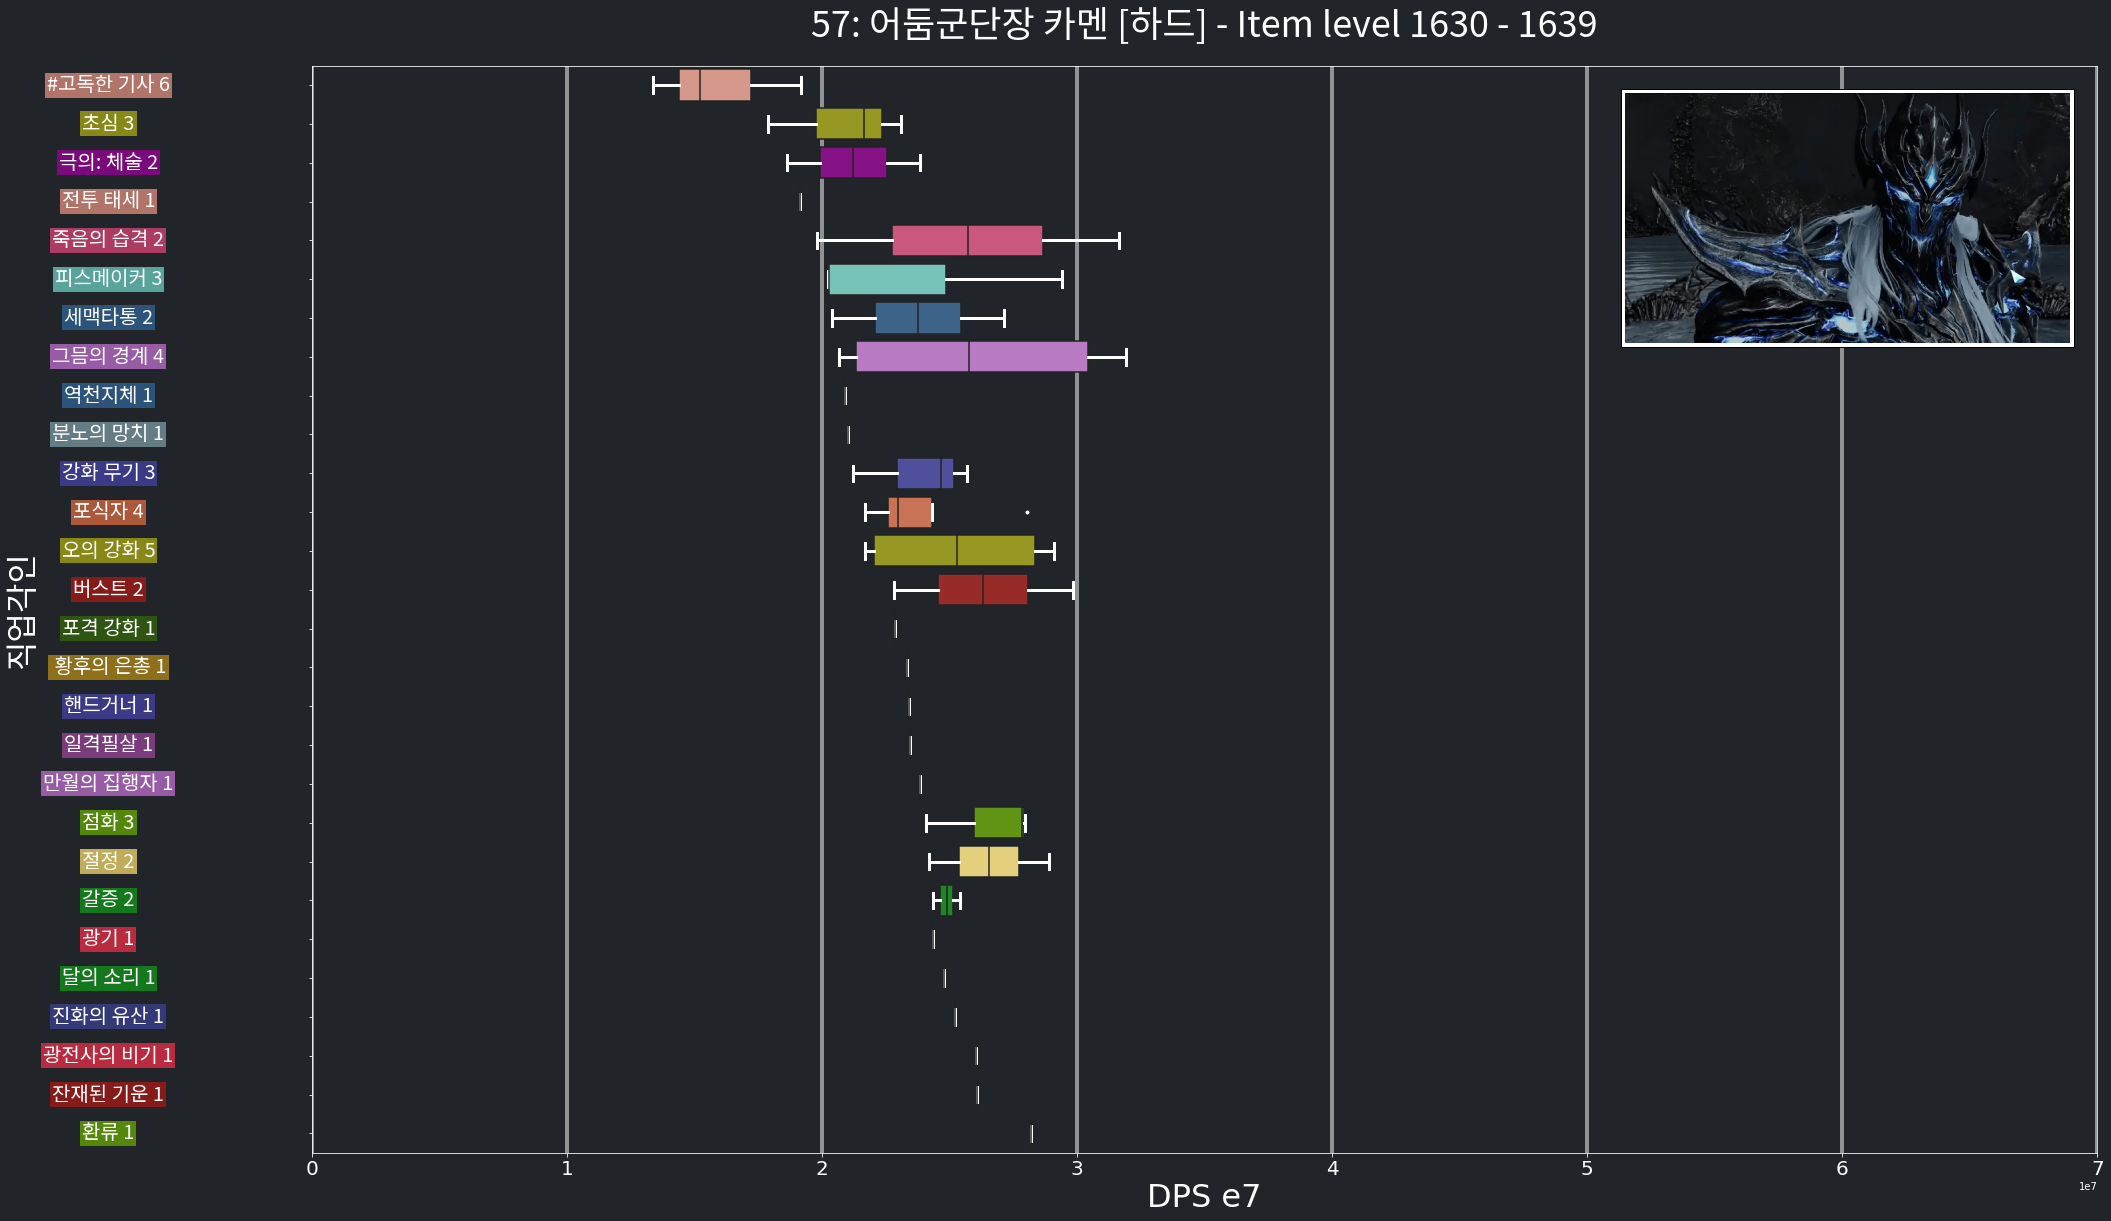 57: 어둠군단장 카멘 [하드] - Item level 1630 - 1639
#고독한 기사 6
초심 3
극의: 체술 2
전투 태세 1
죽음의 습격 2
피스메이커 3
세맥타통 2
그믐의 경계 4
역천지체 1
분노의 망치 1
강화 무기 3
포식자 4
오의 강화 5
버스트 2
포격 강화 1
황후의 은총 1
핸드거너 1
일격필살 1
만월의 집행자 1
점화 3
절정 2
갈증 2
광기 1
달의 소리 1
진화의 유산 1
광전사의 비기 1
잔재된 기운 1
환류 1
직업각인
0 1 2 3 4 5 6 7
1e7
DPS e7